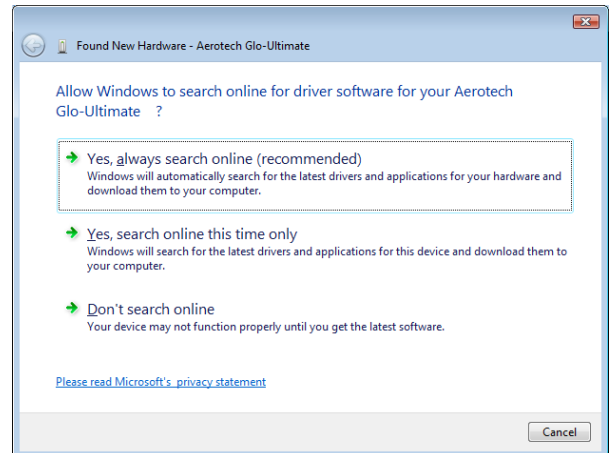 Found New Hardware - Aerotech Glo-Ultimate
Allow Windows to search online for driver software for your Aerotech
Glo-Ultimate ?
Yes, always search online (recommended)
Windows will automatically search for the latest drivers and applications for your hardware and
download them to your computer.
Yes, search online this time only
Windows will search for the latest drivers and applications for this device and download them to
your computer.
Don't search online
Your device may not function properly until you get the latest software.
Please read Microsoft's privacy statement
Cancel